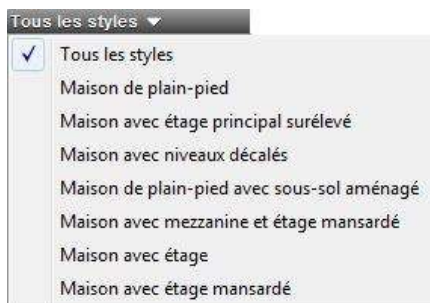 Tous les styles
Tous les styles
Maison de plain-pied
Maison avec étage principal surélevé
Maison avec niveaux décalés
Maison de plain-pied avec sous-sol aménagé
Maison avec mezzanine et étage mansardé
Maison avec étage
Maison avec étage mansardé